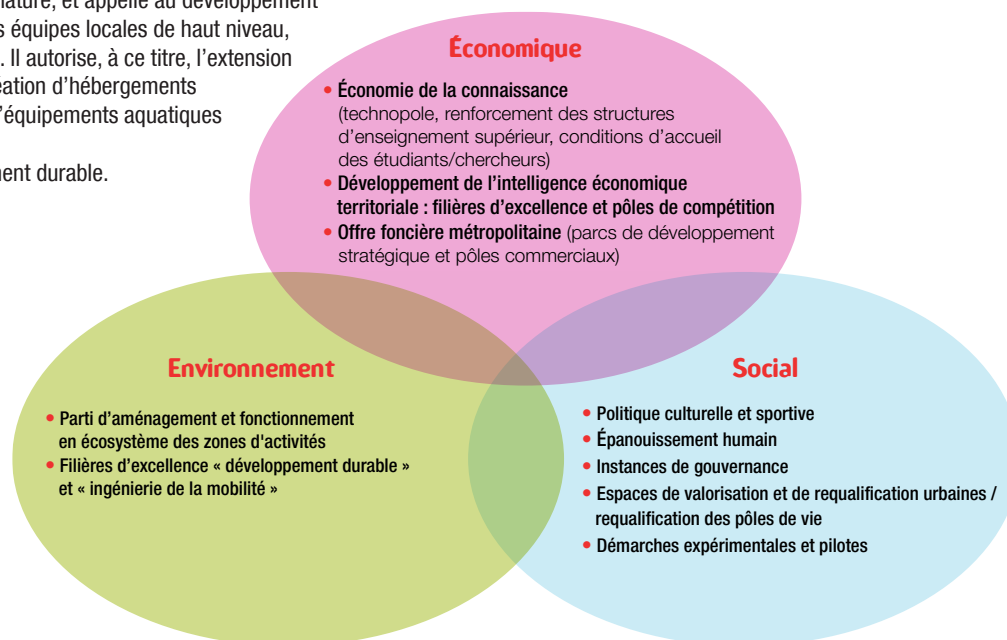 nature, et appelle au développement
s équipes locales de haut niveau,
. Il autorise, à ce titre, l’extension
éation d’hébergements
’équipements aquatiques
ent durable.
Économique
• Économie de la connaissance
(technopole, renforcement des structures
d’enseignement supérieur, conditions d’accueil
des étudiants/chercheurs)
• Développement de l’intelligence économique
territoriale : filières d’excellence et pôles de compétition
• Offre foncière métropolitaine (parcs de développement
stratégique et pôles commerciaux)
Environnement
• Parti d’aménagement et fonctionnement
en écosystème des zones d'activités
• Filières d’excellence « développement durable »
et « ingénierie de la mobilité »
Social
• Politique culturelle et sportive
• Épanouissement humain
• Instances de gouvernance
• Espaces de valorisation et de requalification urbaines /
requalification des pôles de vie
• Démarches expérimentales et pilotes